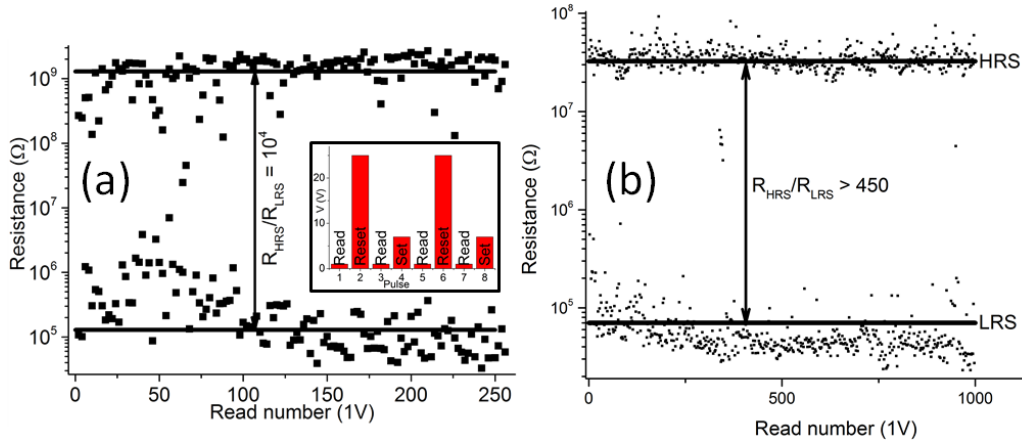 (a)
Resistance (Ω)
10⁹
10⁸
10⁷
10⁶
10⁵
0 50 100 150 200 250
Read number (1V)
R_HRS/R_LRS = 10⁴
V (V)
20
10
0
Read
Reset
Read
Set
Read
Reset
Read
Set
1 2 3 4 5 6 7 8
Pulse
(b)
Resistance (Ω)
10⁸
10⁷
10⁶
10⁵
HRS
R_HRS/R_LRS > 450
LRS
0 500 1000
Read number (1V)